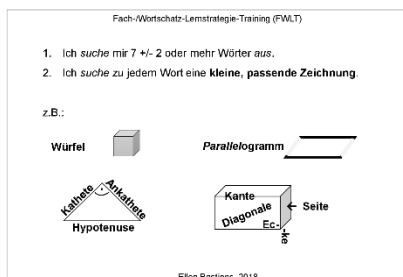 Fach-/Wortschatz-Lernstrategie-Training (FWLT)
1. Ich suche mir 7 +/- 2 oder mehr Wörter aus.
2. Ich suche zu jedem Wort eine kleine, passende Zeichnung.
z.B.:
Würfel
Parallelogramm
Kathete
Ankathete
Hypotenuse
Kante
Diagonale
Ec-
ke
Seite
Ellen Bastians, 2018